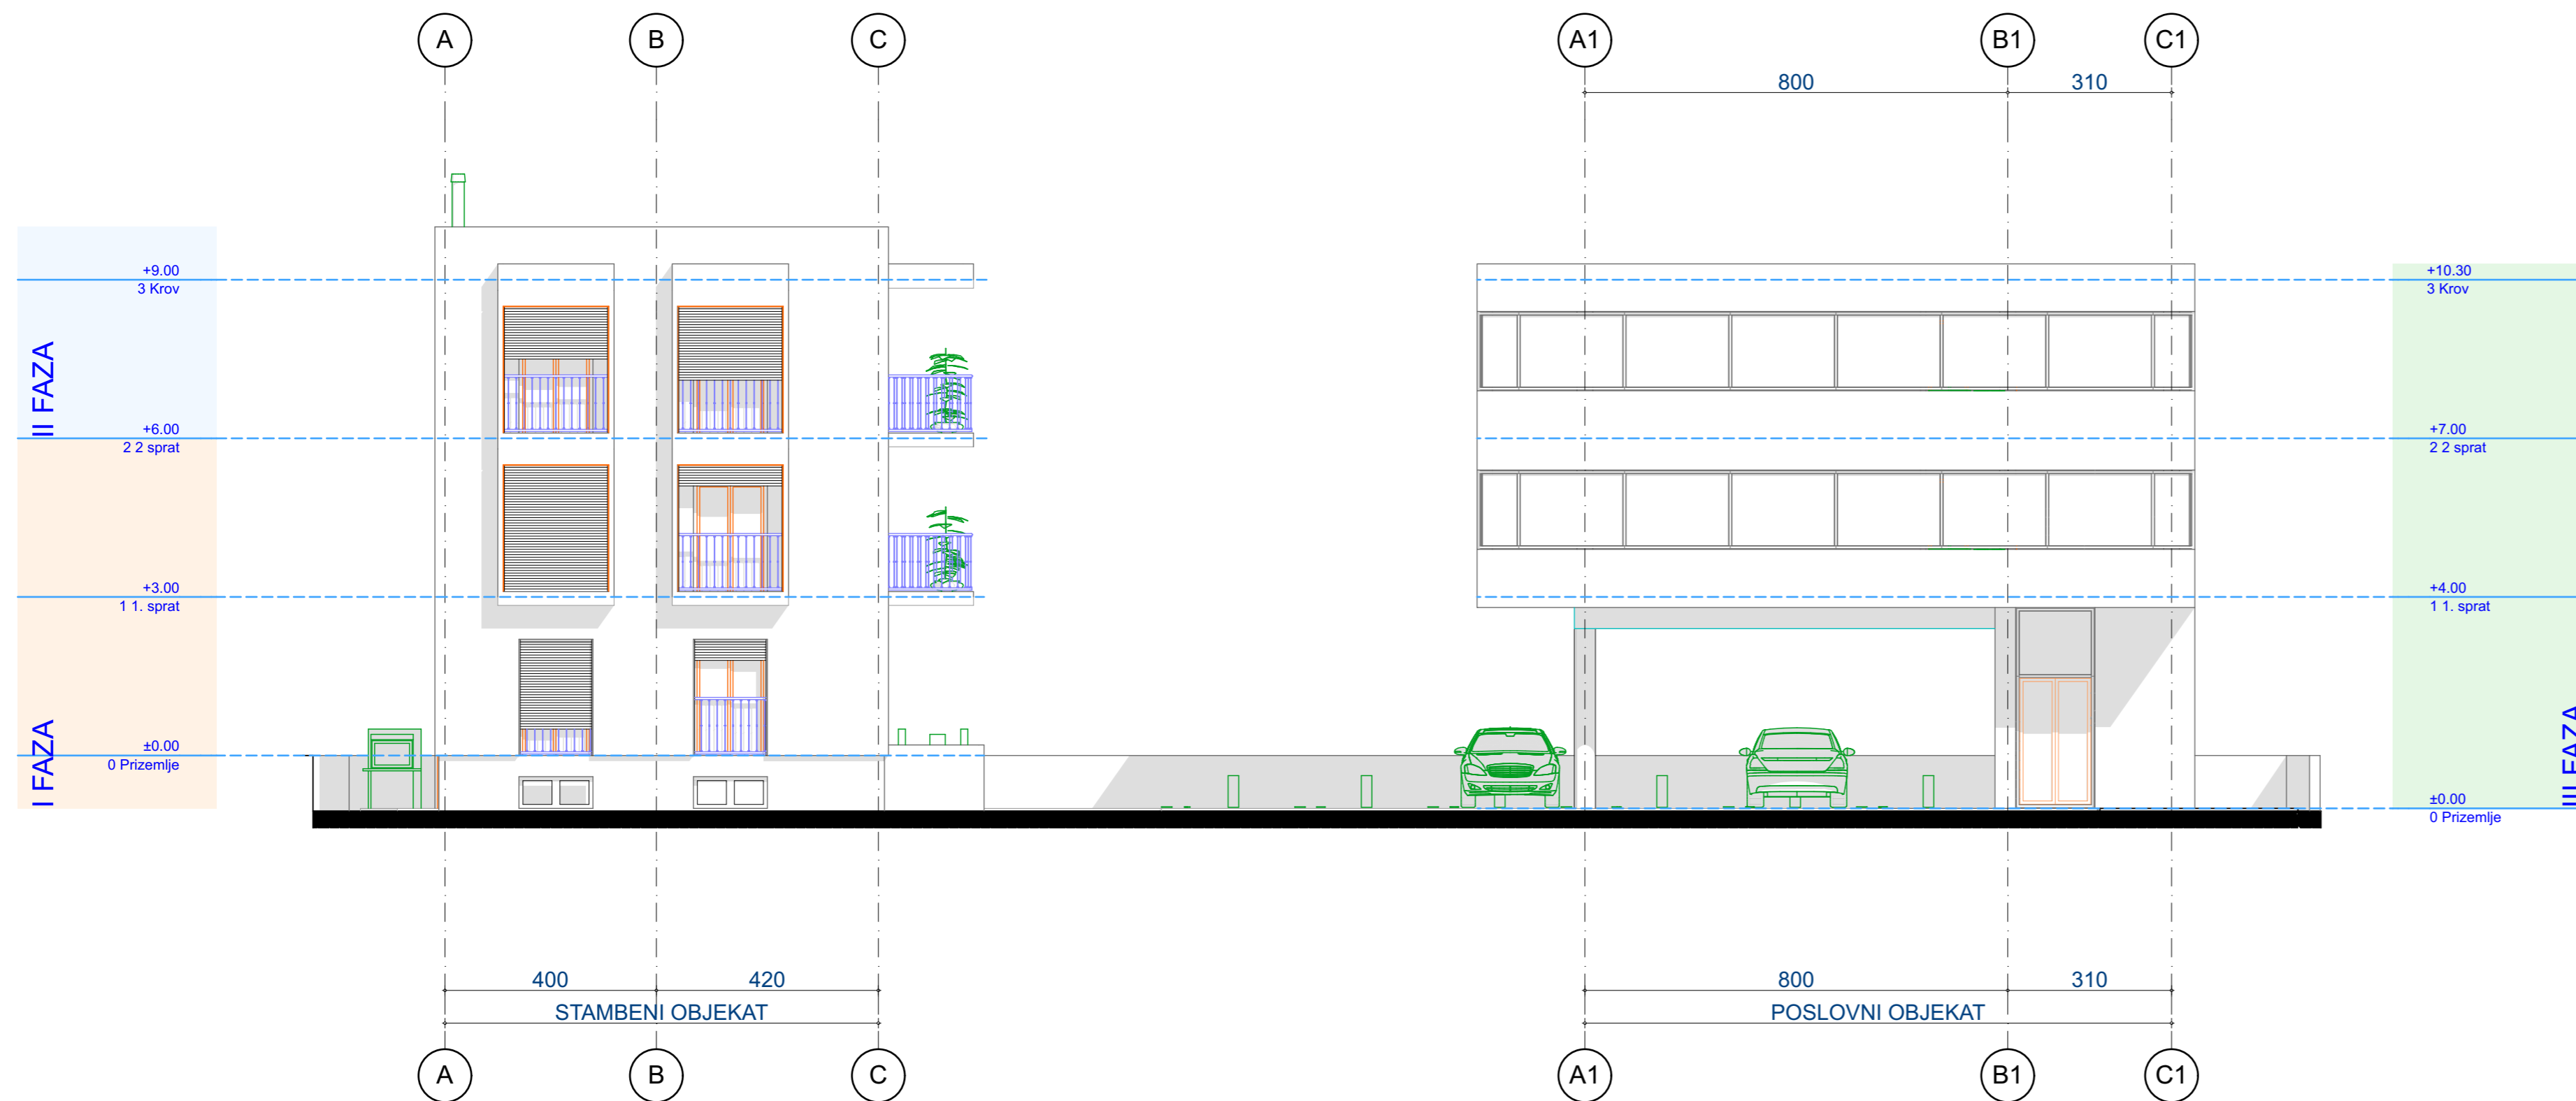 A B C A1 B1 C1
800 310
+9.00
3 Krov
+10.30
3 Krov
II FAZA
+6.00
2 2 sprat
+7.00
2 2 sprat
+3.00
1 1. sprat
+4.00
1 1. sprat
I FAZA
±0.00
0 Prizemlje
III FAZA
±0.00
0 Prizemlje
400 420 800 310
STAMBENI OBJEKAT POSLOVNI OBJEKAT
A B C A1 B1 C1